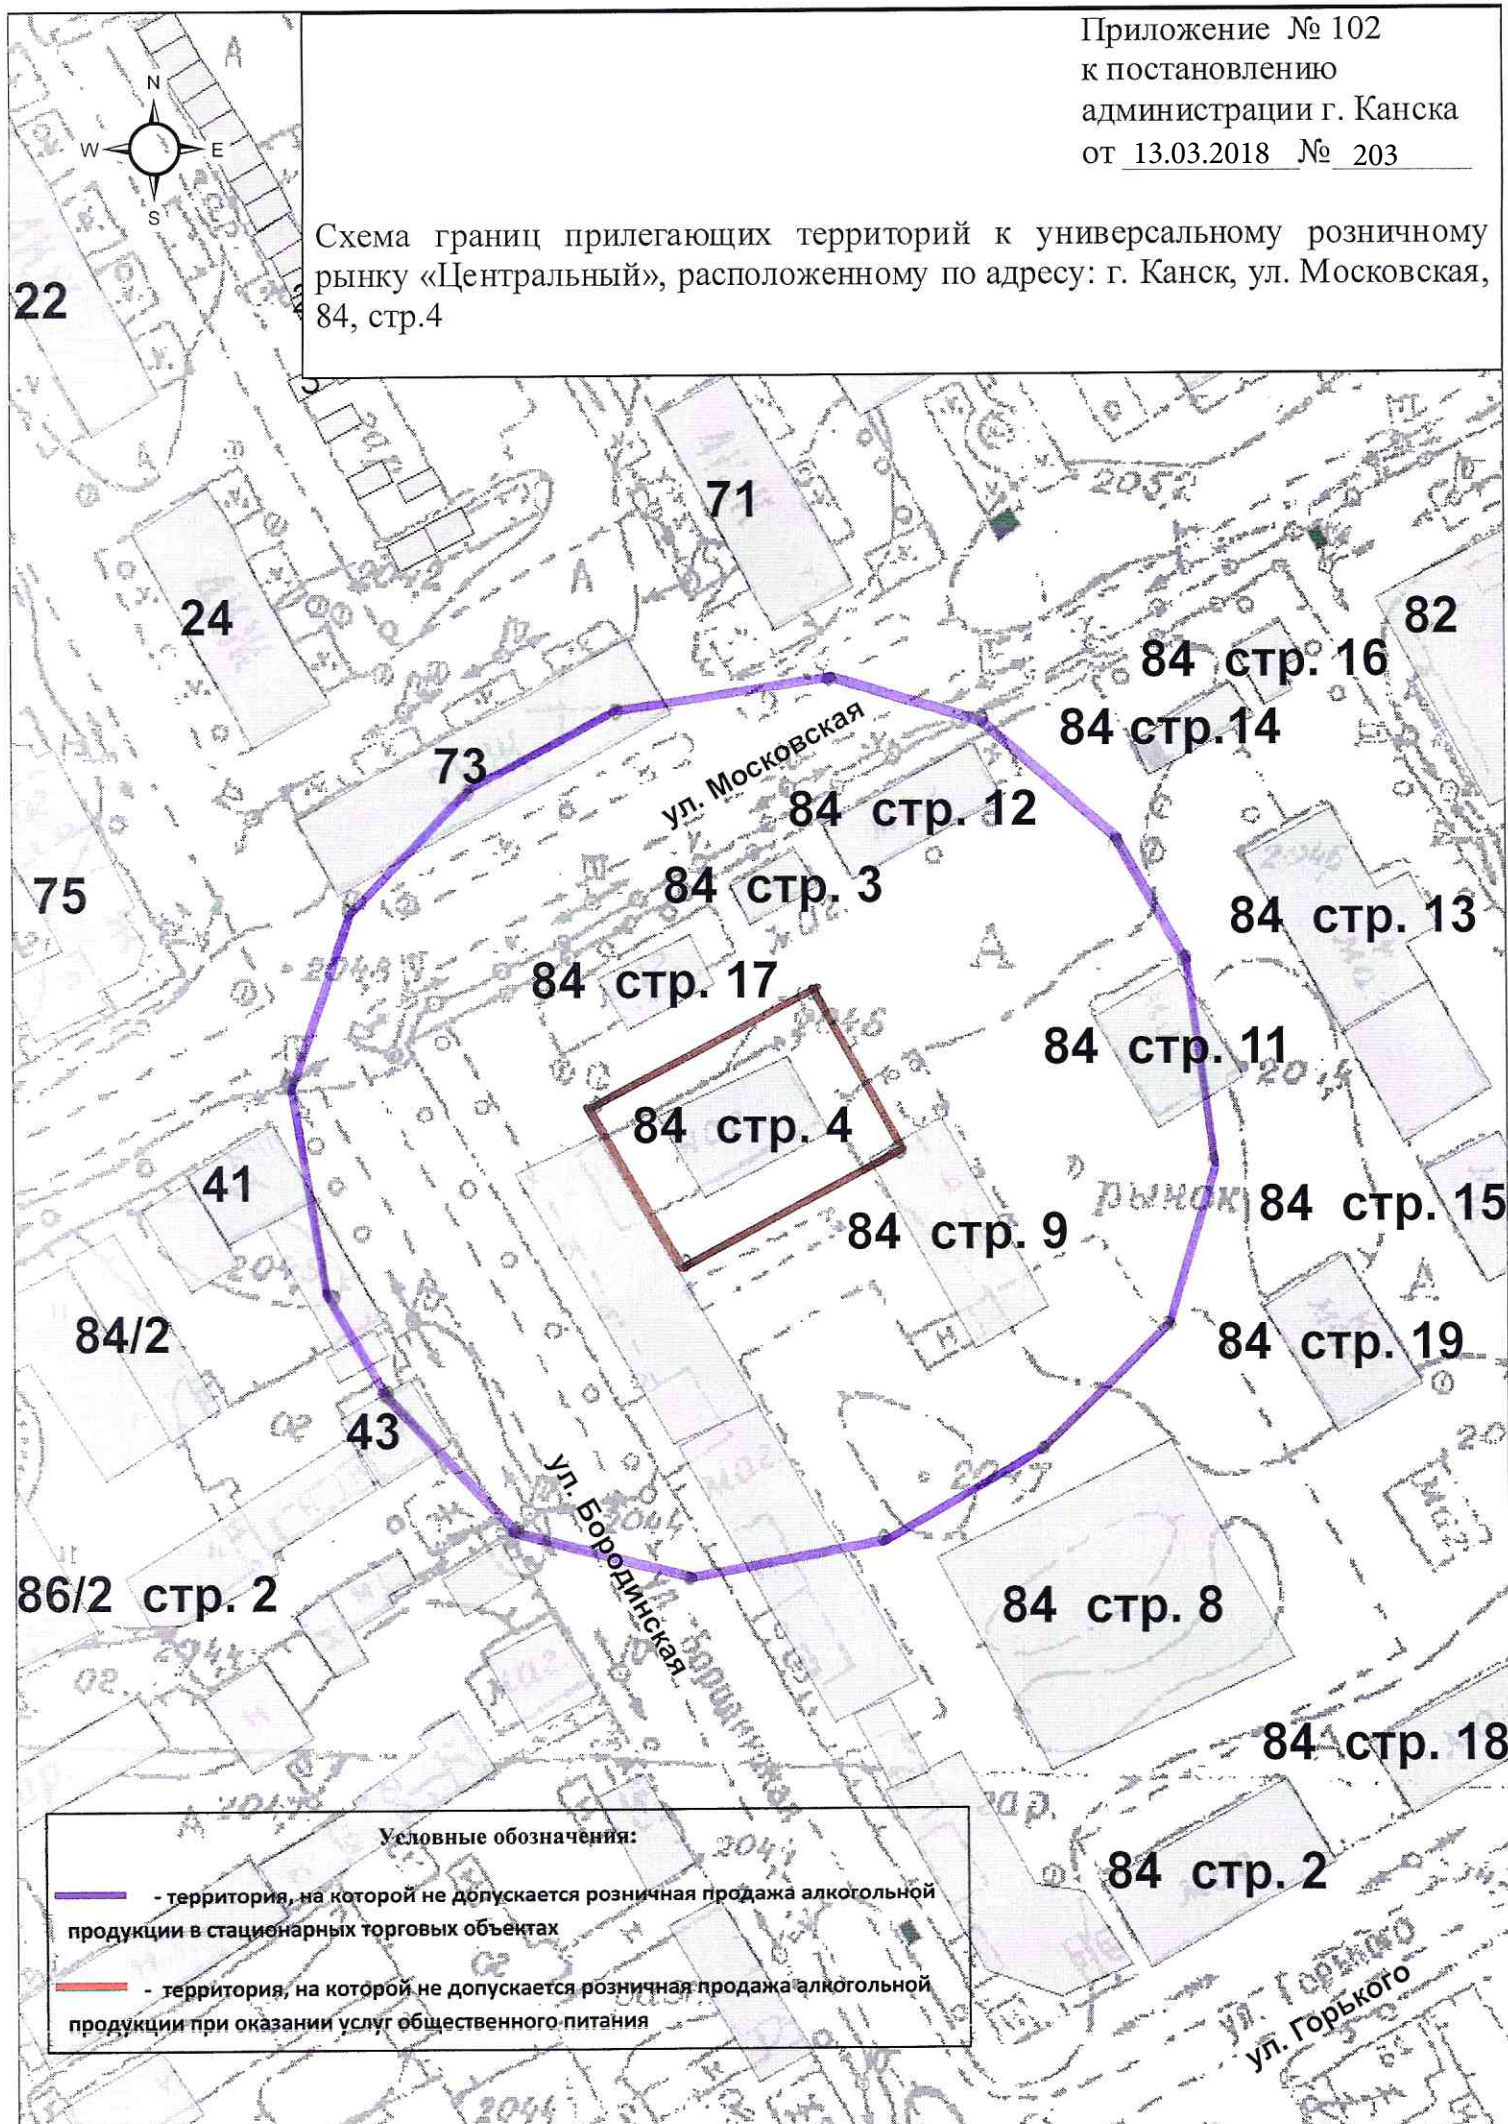 Приложение № 102
к постановлению
администрации г. Канска
от 13.03.2018 № 203
N
W E
S
Схема границ прилегающих территорий к универсальному розничному
рынку «Центральный», расположенному по адресу: г. Канск, ул. Московская,
84, стр.4
22
71
2052
24
82
84 стр. 16
84 стр.14
73
ул. Московская
84 стр. 12
75
84 стр. 3
84 стр. 13
84 стр. 17
84 стр. 11
84 стр. 4
41
рынок
84 стр. 15
84 стр. 9
84/2
84 стр. 19
43
ул. Бородинская
86/2 стр. 2
84 стр. 8
84 стр. 18
84 стр. 2
ул. Горького
ул. Горького
Условные обозначения:
- территория, на которой не допускается розничная продажа алкогольной
продукции в стационарных торговых объектах
- территория, на которой не допускается розничная продажа алкогольной
продукции при оказании услуг общественного питания